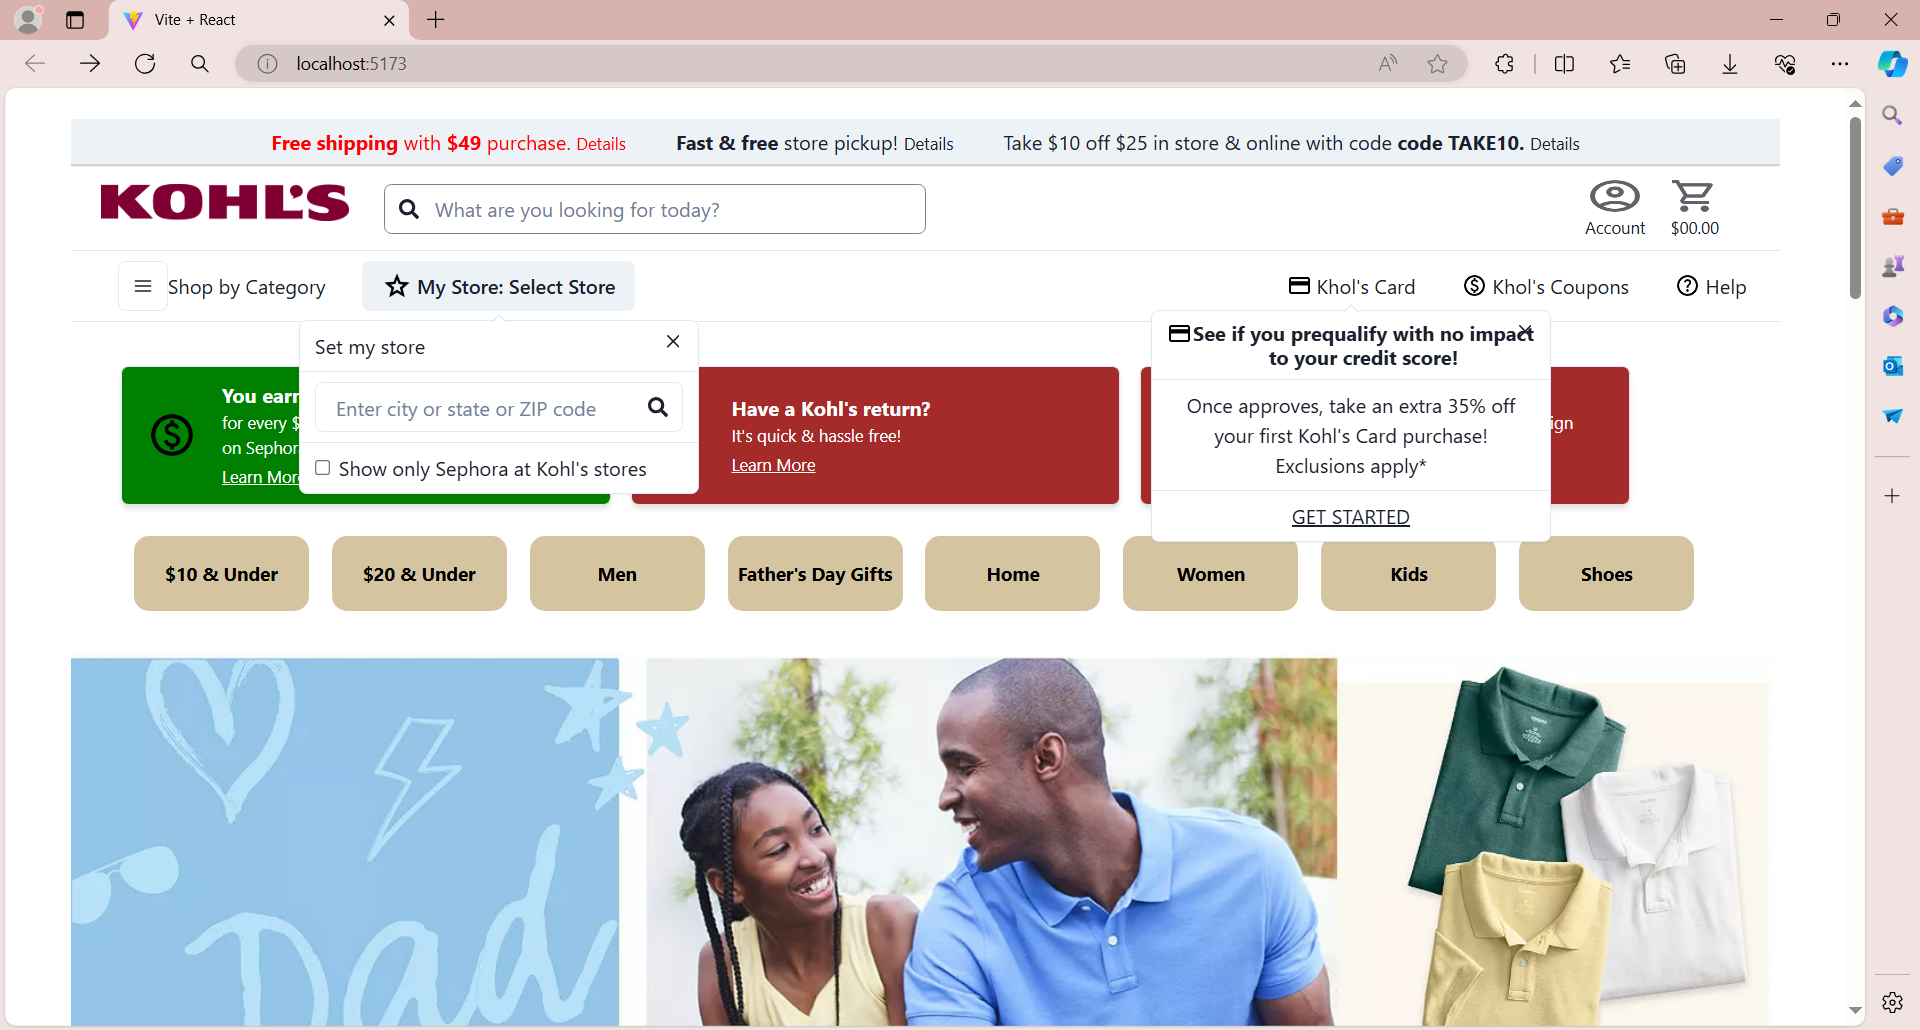 Vite + React
localhost:5173
Free shipping with $49 purchase. Details
Fast & free store pickup! Details
Take $10 off $25 in store & online with code code TAKE10. Details
KOHL'S
What are you looking for today?
Account
$00.00
Shop by Category
My Store: Select Store
Khol's Card
Khol's Coupons
Help
Set my store
Enter city or state or ZIP code
Show only Sephora at Kohl's stores
See if you prequalify with no impact
to your credit score!
Once approves, take an extra 35% off
your first Kohl's Card purchase!
Exclusions apply*
GET STARTED
You earn
for every $
on Sephora
Learn More
Have a Kohl's return?
It's quick & hassle free!
Learn More
ign
$10 & Under
$20 & Under
Men
Father's Day Gifts
Home
Women
Kids
Shoes
Dad